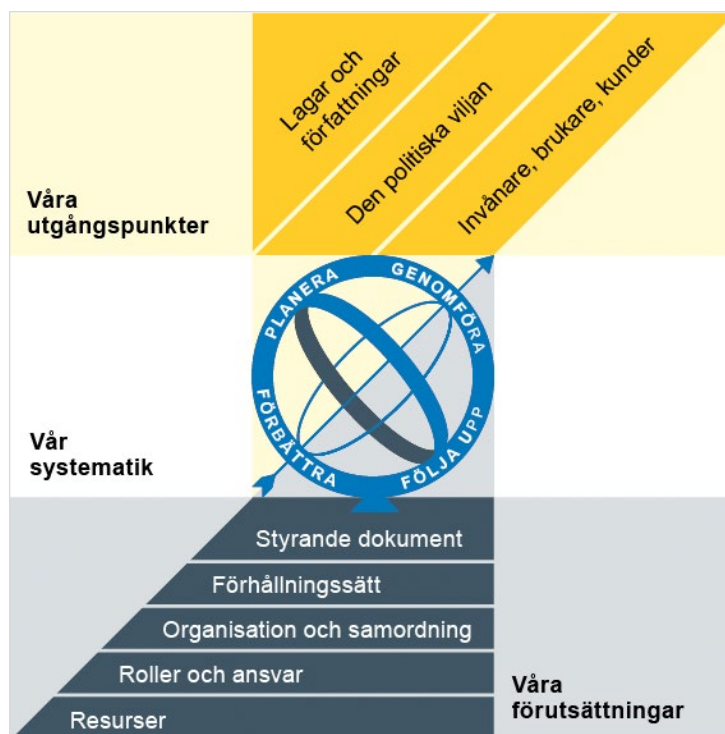 Lagar och
författningar
Den politiska viljan
Invånare, brukare, kunder
Våra
utgångspunkter
PLANERA
GENOMFÖRA
FÖRBÄTTRA
FÖLJA UPP
Vår
systematik
Styrande dokument
Förhållningssätt
Organisation och samordning
Roller och ansvar
Resurser
Våra
förutsättningar